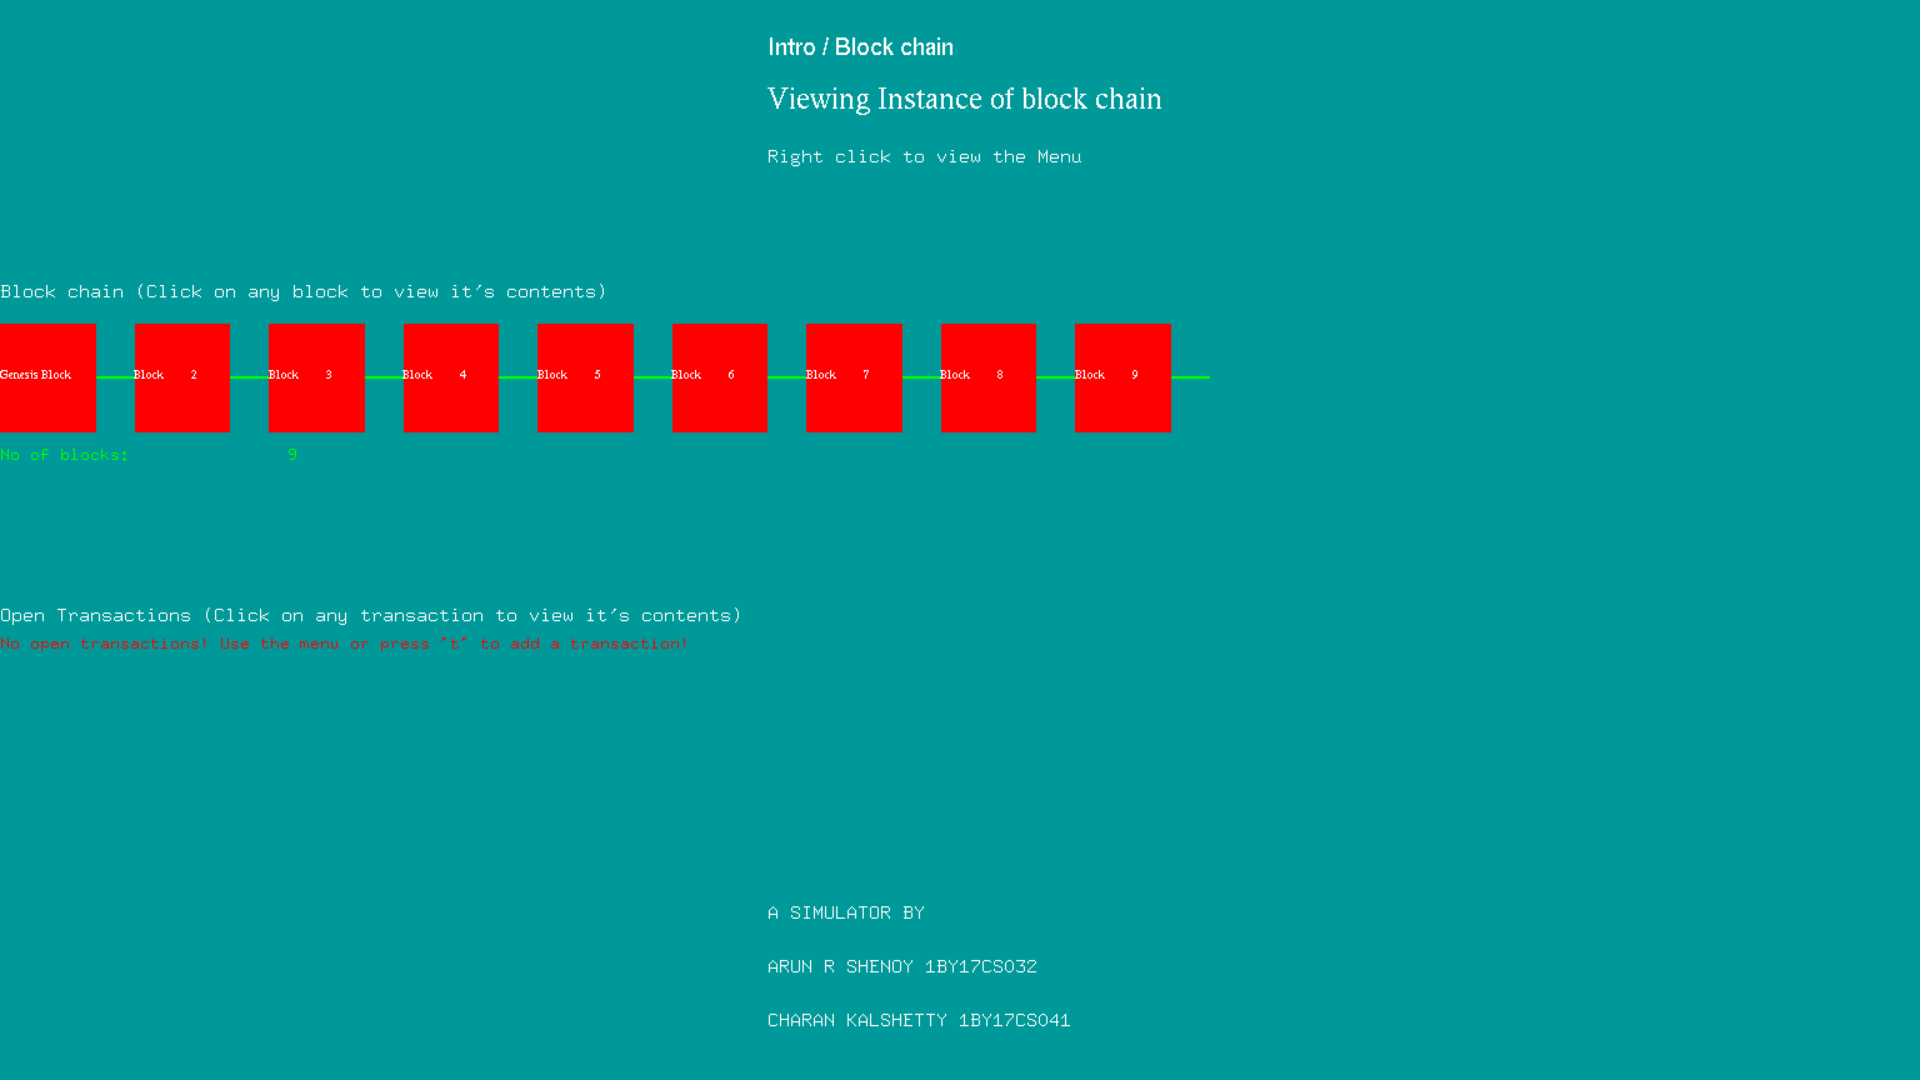 Intro / Block chain
Viewing Instance of block chain
Right click to view the Menu
Block chain (Click on any block to view it's contents)
Genesis Block Block 2 Block 3 Block 4 Block 5 Block 6 Block 7 Block 8 Block 9
No of blocks: 9
Open Transactions (Click on any transaction to view it's contents)
No open transactions! Use the menu or press "t" to add a transaction!
A SIMULATOR BY
ARUN R SHENOY 1BY17CS032
CHARAN KALSHETTY 1BY17CS041